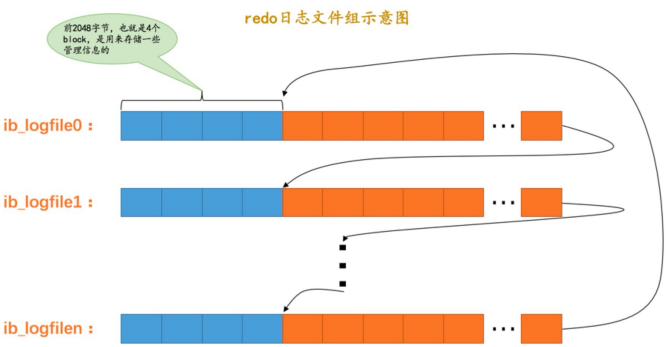 redo日志文件组示意图
前2048字节，也就是4个
block，是用来存储一些
管理信息的
ib_logfile0：
...
ib_logfile1：
...
ib_logfilen：
...